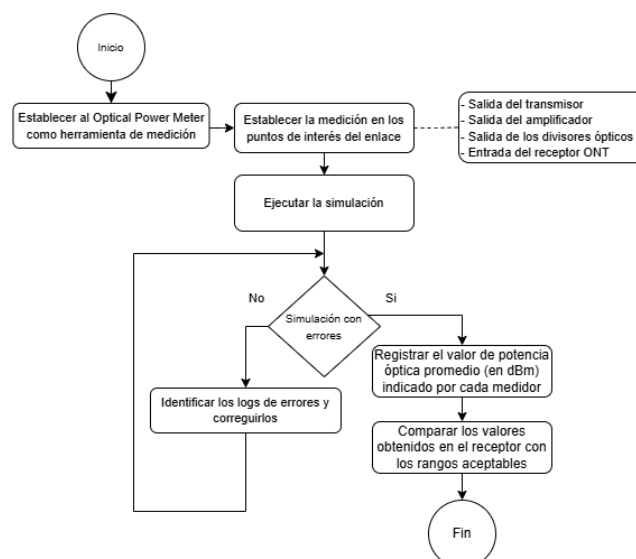 Inicio
Establecer al Optical Power Meter
como herramienta de medición
Establecer la medición en los
puntos de interés del enlace
- Salida del transmisor
- Salida del amplificador
- Salida de los divisores ópticos
- Entrada del receptor ONT
Ejecutar la simulación
No
Si
Simulación con
errores
Registrar el valor de potencia
óptica promedio (en dBm)
indicado por cada medidor
Identificar los logs de errores y
correguirlos
Comparar los valores
obtenidos en el receptor con
los rangos aceptables
Fin